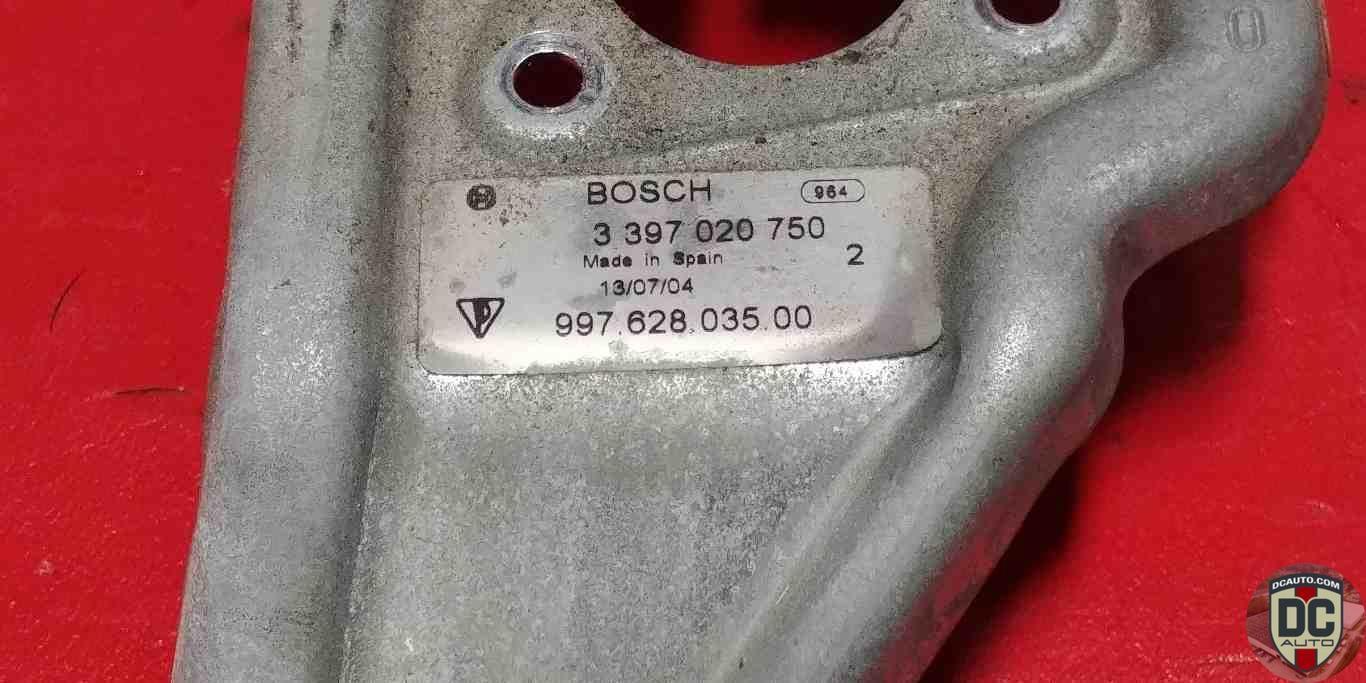 BOSCH 964
3 397 020 750
Made in Spain 2
13/07/04
997.628.035.00
DCAUTO.COM
DC
AUTO